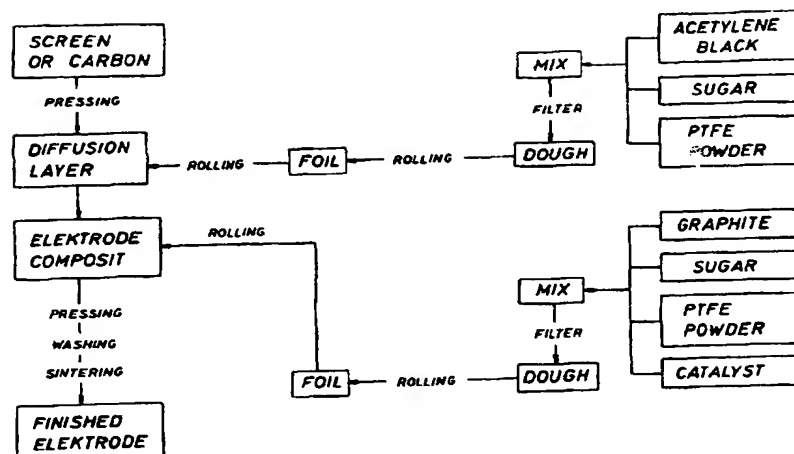 SCREEN
OR CARBON
PRESSING
DIFFUSION
LAYER
ROLLING
FOIL
ROLLING
DOUGH
FILTER
MIX
ACETYLENE
BLACK
SUGAR
PTFE
POWDER
ELEKTRODE
COMPOSIT
ROLLING
PRESSING
WASHING
SINTERING
FINISHED
ELEKTRODE
FOIL
ROLLING
DOUGH
FILTER
MIX
GRAPHITE
SUGAR
PTFE
POWDER
CATALYST